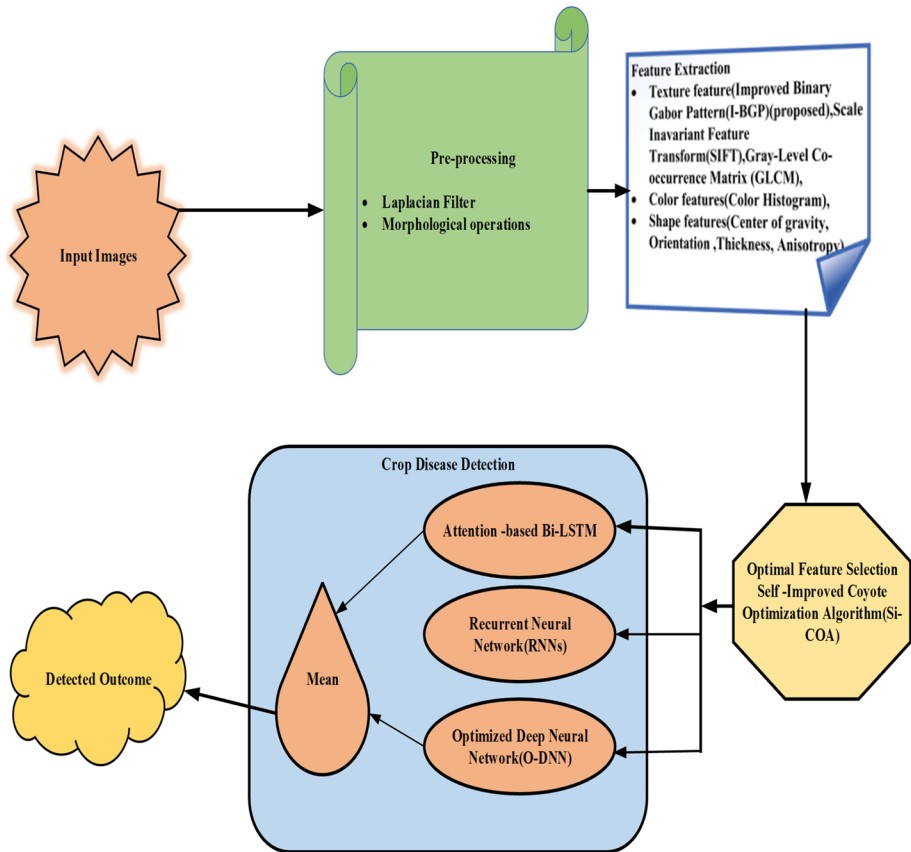 Input Images
Pre-processing
• Laplacian Filter
• Morphological operations
Feature Extraction
• Texture feature(Improved Binary
Gabor Pattern(I-BGP)(proposed),Scale
Inavariant Feature
Transform(SIFT),Gray-Level Co-
occurrence Matrix (GLCM),
• Color features(Color Histogram),
• Shape features(Center of gravity,
Orientation ,Thickness, Anisotropy)
Optimal Feature Selection
Self -Improved Coyote
Optimization Algorithm(Si-
COA)
Crop Disease Detection
Attention -based Bi-LSTM
Recurrent Neural
Network(RNNs)
Optimized Deep Neural
Network(O-DNN)
Mean
Detected Outcome